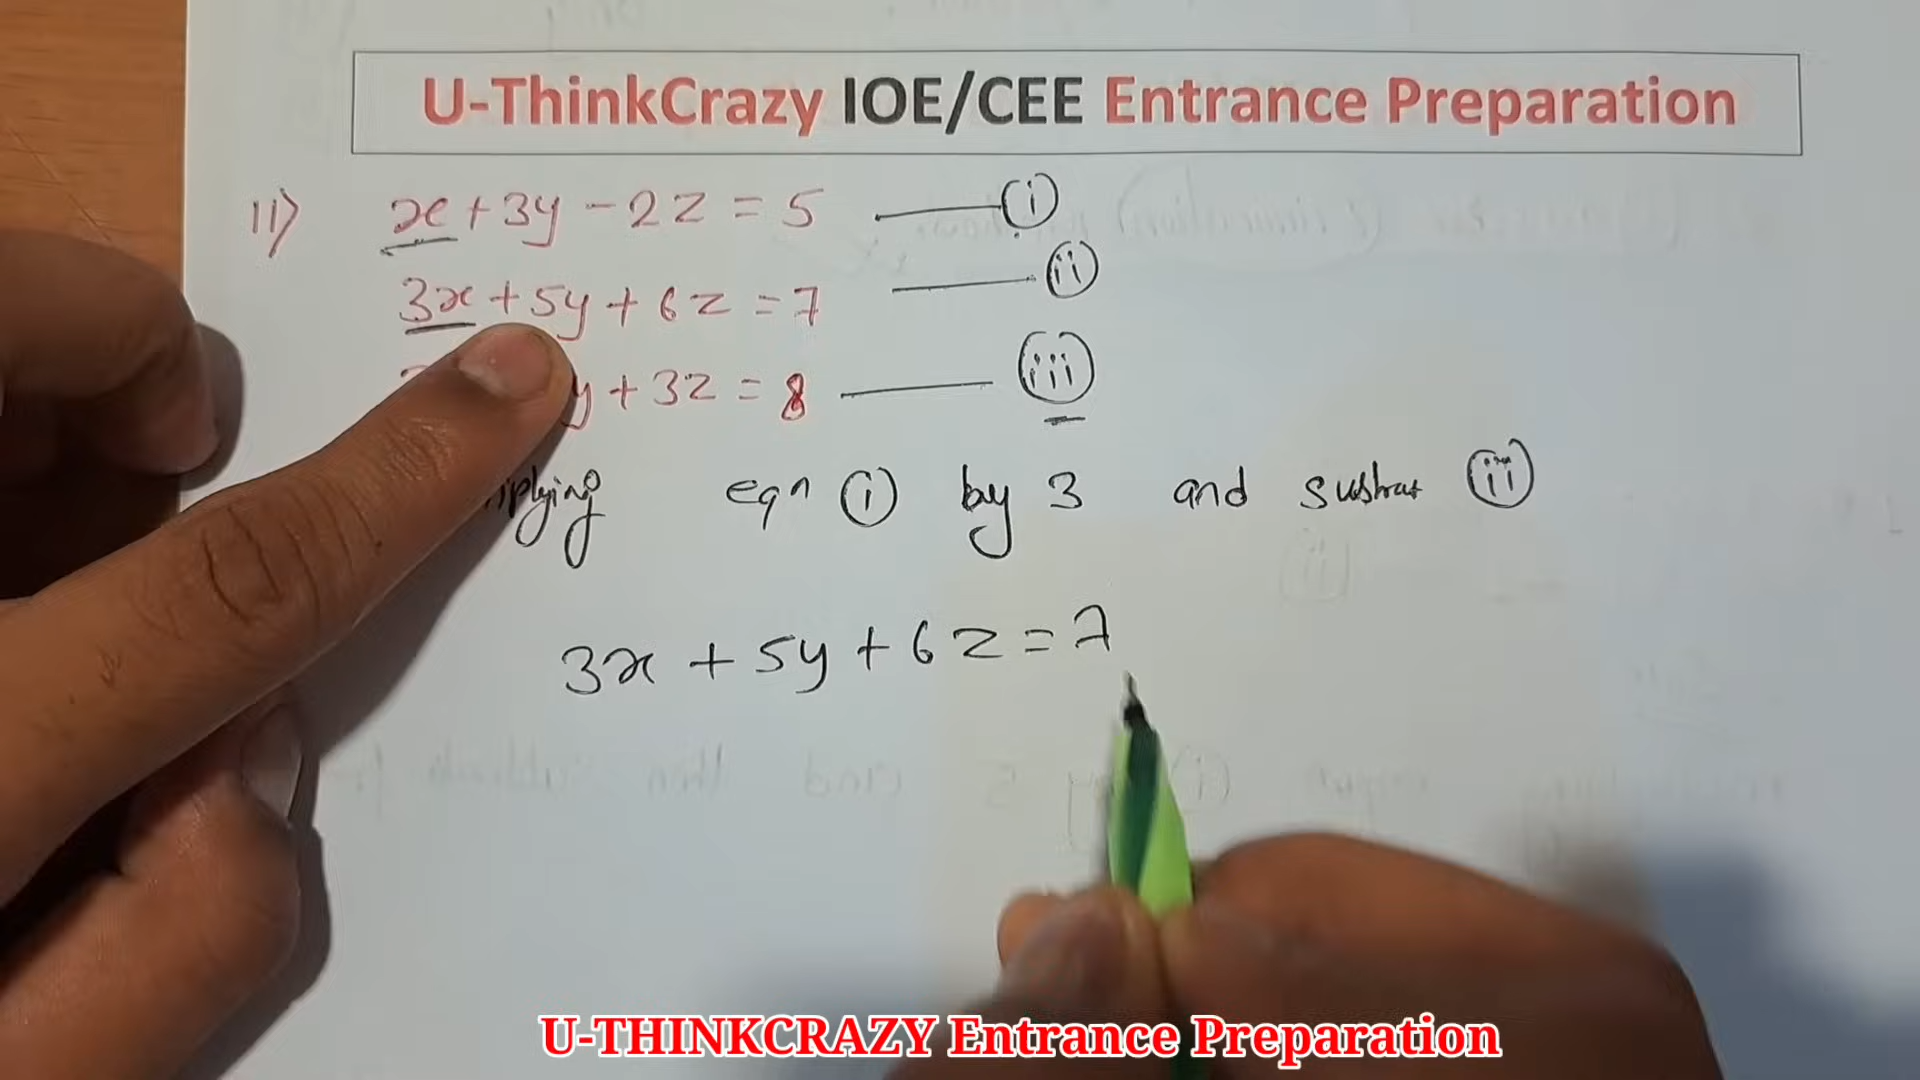 U-ThinkCrazy IOE/CEE Entrance Preparation
11) x + 3y - 2z = 5 (i)
3x + 5y + 6z = 7 (ii)
y + 3z = 8 (iii)
eqn (i) by 3 and (ii)
3x + 5y + 6z = 7
U-THINKCRAZY Entrance Preparation